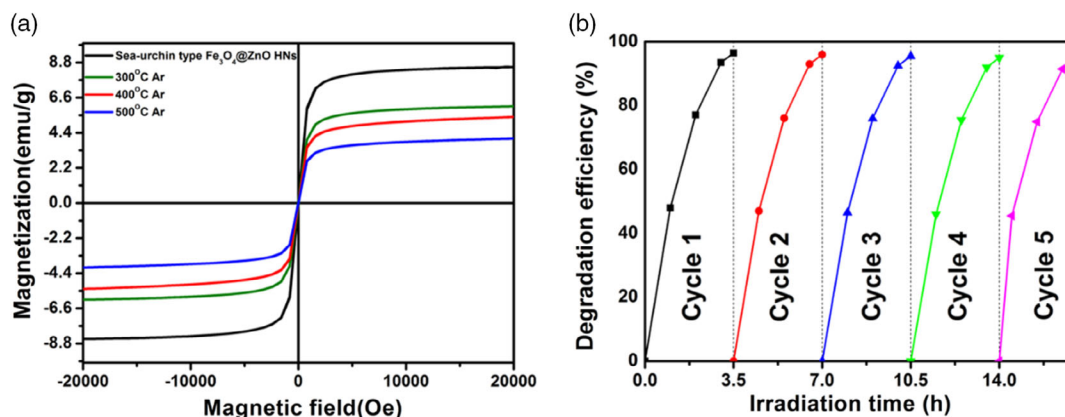 (a)
Magnetization(emu/g)
8.8
6.6
4.4
2.2
0.0
-2.2
-4.4
-6.6
-8.8
Sea-urchin type Fe₃O₄@ZnO HNs
300°C Ar
400°C Ar
500°C Ar
-20000 -10000 0 10000 20000
Magnetic field(Oe)
(b)
Degradation efficiency (%)
100
80
60
40
20
0
Cycle 1
Cycle 2
Cycle 3
Cycle 4
Cycle 5
0.0 3.5 7.0 10.5 14.0
Irradiation time (h)